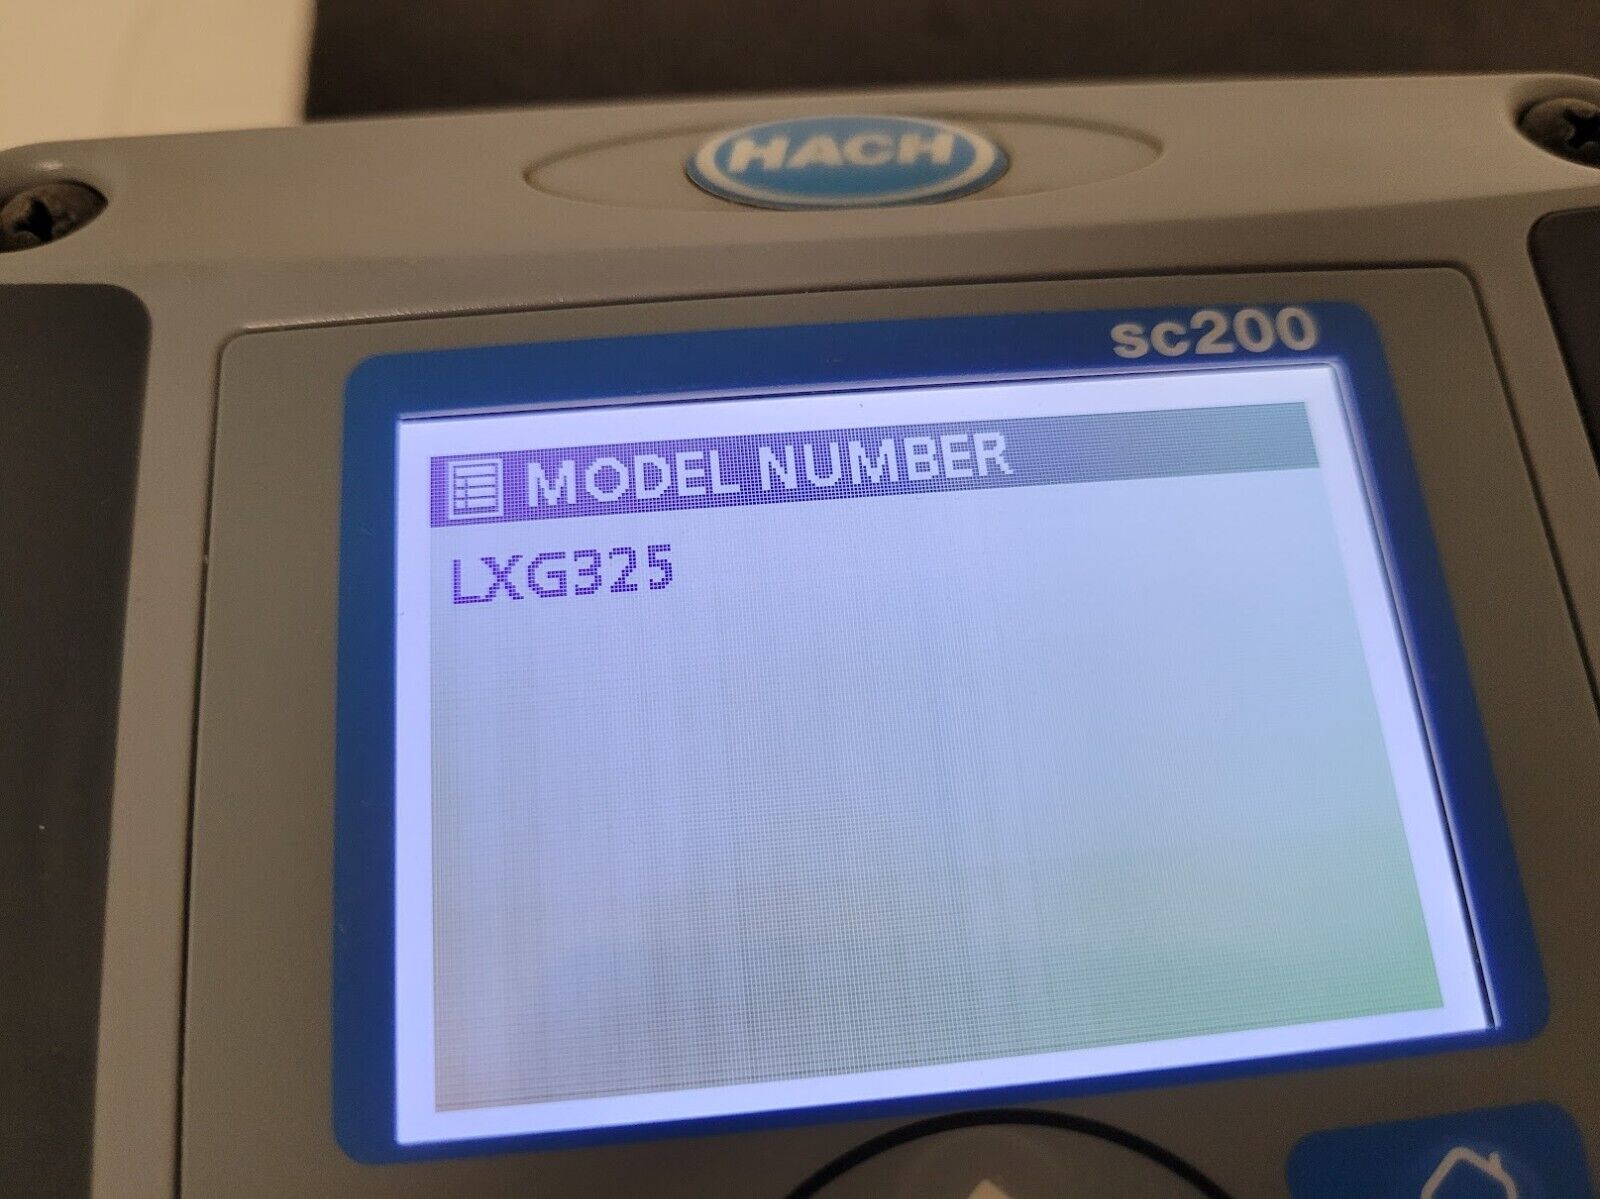 HACH
sc200
MODEL NUMBER
LXG325